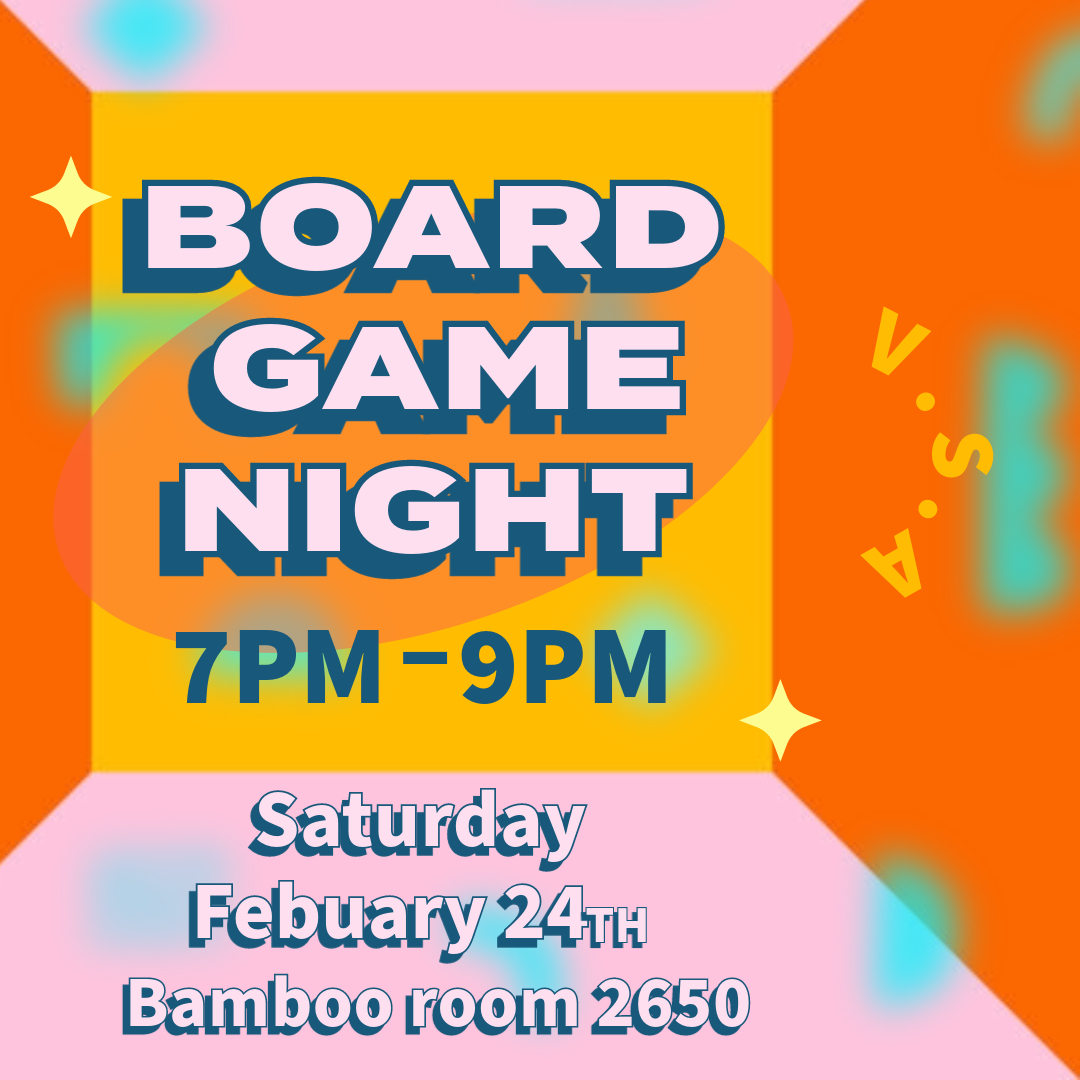 BOARD
GAME
NIGHT
7PM-9PM
V.S.A
Saturday
Febuary 24TH
Bamboo room 2650